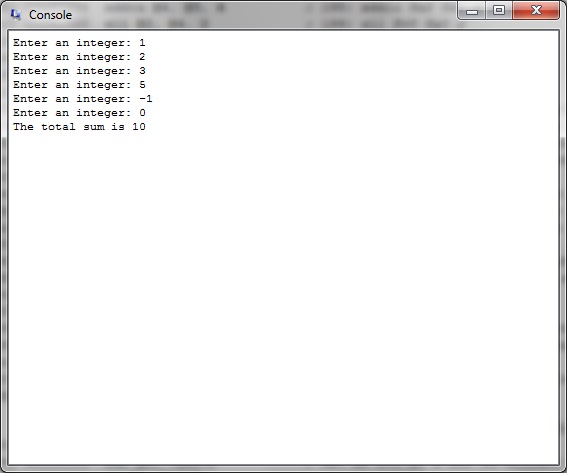 Console
Enter an integer: 1
Enter an integer: 2
Enter an integer: 3
Enter an integer: 5
Enter an integer: -1
Enter an integer: 0
The total sum is 10